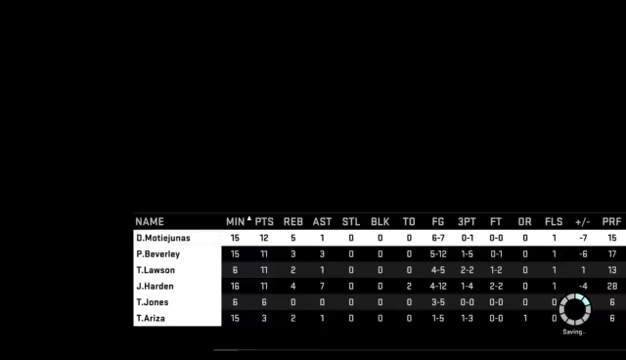 NAME MIN PTS REB AST STL BLK TO FG 3PT FT OR FLS +/- PRF
D.Motiejunas 15 12 5 1 0 0 0 6-7 0-1 0-0 0 1 -7 15
P.Beverley 15 11 3 3 0 0 0 5-12 1-5 0-1 0 1 -6 17
T.Lawson 6 11 2 1 0 0 0 4-5 2-2 1-2 0 1 1 13
J.Harden 16 11 4 7 0 0 2 4-12 1-4 2-2 0 1 -4 28
T.Jones 6 6 0 0 0 0 0 3-5 0-0 0-0 0 0 6
T.Ariza 15 3 2 1 0 0 0 1-5 1-3 0-0 1 0 6
Saving...